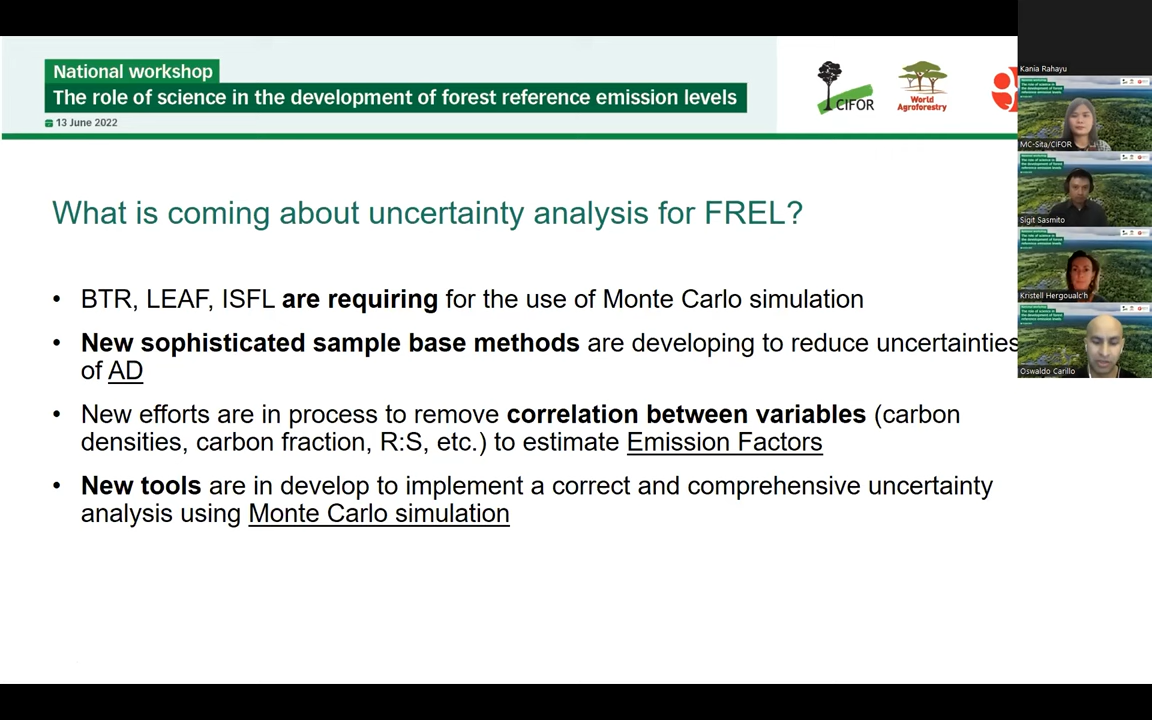 National workshop
The role of science in the development of forest reference emission levels
13 June 2022
CIFOR
World
Agroforestry
What is coming about uncertainty analysis for FREL?
• BTR, LEAF, ISFL are requiring for the use of Monte Carlo simulation
• New sophisticated sample base methods are developing to reduce uncertainties
of AD
• New efforts are in process to remove correlation between variables (carbon
densities, carbon fraction, R:S, etc.) to estimate Emission Factors
• New tools are in develop to implement a correct and comprehensive uncertainty
analysis using Monte Carlo simulation
Kania Rahayu
MC-Sita/CIFOR
Sigit Sasmito
Kristell Hergoualc'h
Oswaldo Carillo